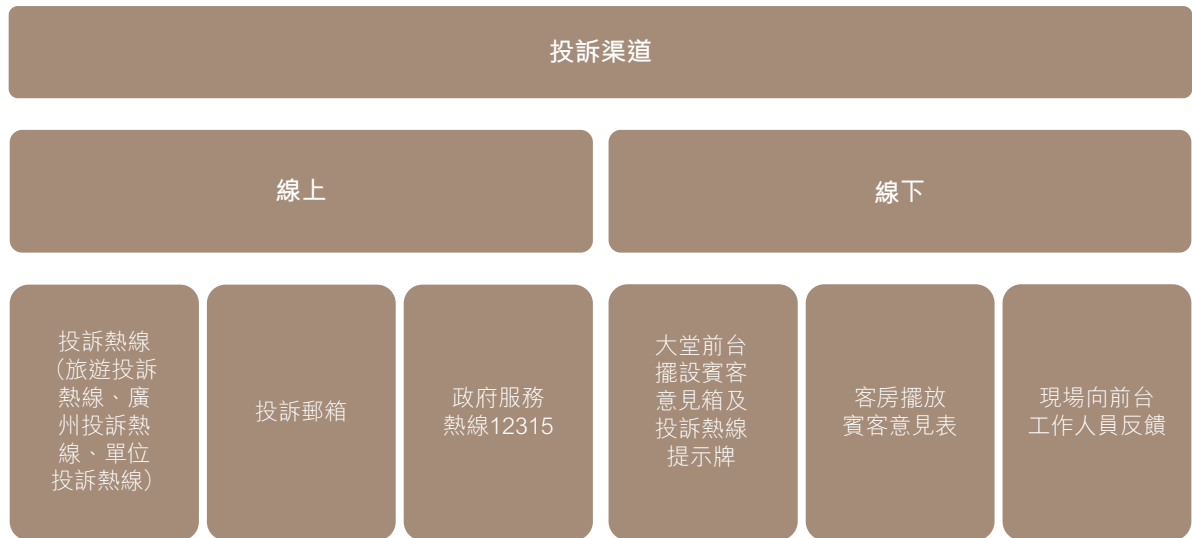 投訴渠道
線上
線下
投訴熱線
（旅遊投訴
熱線、廣
州投訴熱
線、單位
投訴熱線）
投訴郵箱
政府服務
熱線12315
大堂前台
擺設賓客
意見箱及
投訴熱線
提示牌
客房擺放
賓客意見表
現場向前台
工作人員反饋